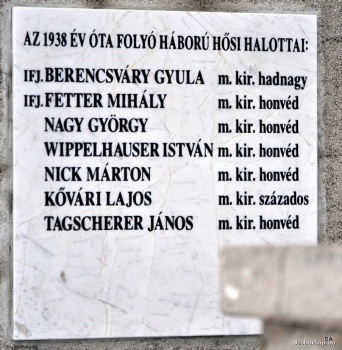 AZ 1938 ÉV ÓTA FOLYÓ HÁBORÚ HŐSI HALOTTAI:
IFJ. BERENCSVÁRY GYULA m. kir. hadnagy
IFJ. FETTER MIHÁLY m. kir. honvéd
NAGY GYÖRGY m. kir. honvéd
WIPPELHAUSER ISTVÁN m. kir. honvéd
NICK MÁRTON m. kir. honvéd
KŐVÁRI LAJOS m. kir. százados
TAGSCHERER JÁNOS m. kir. honvéd